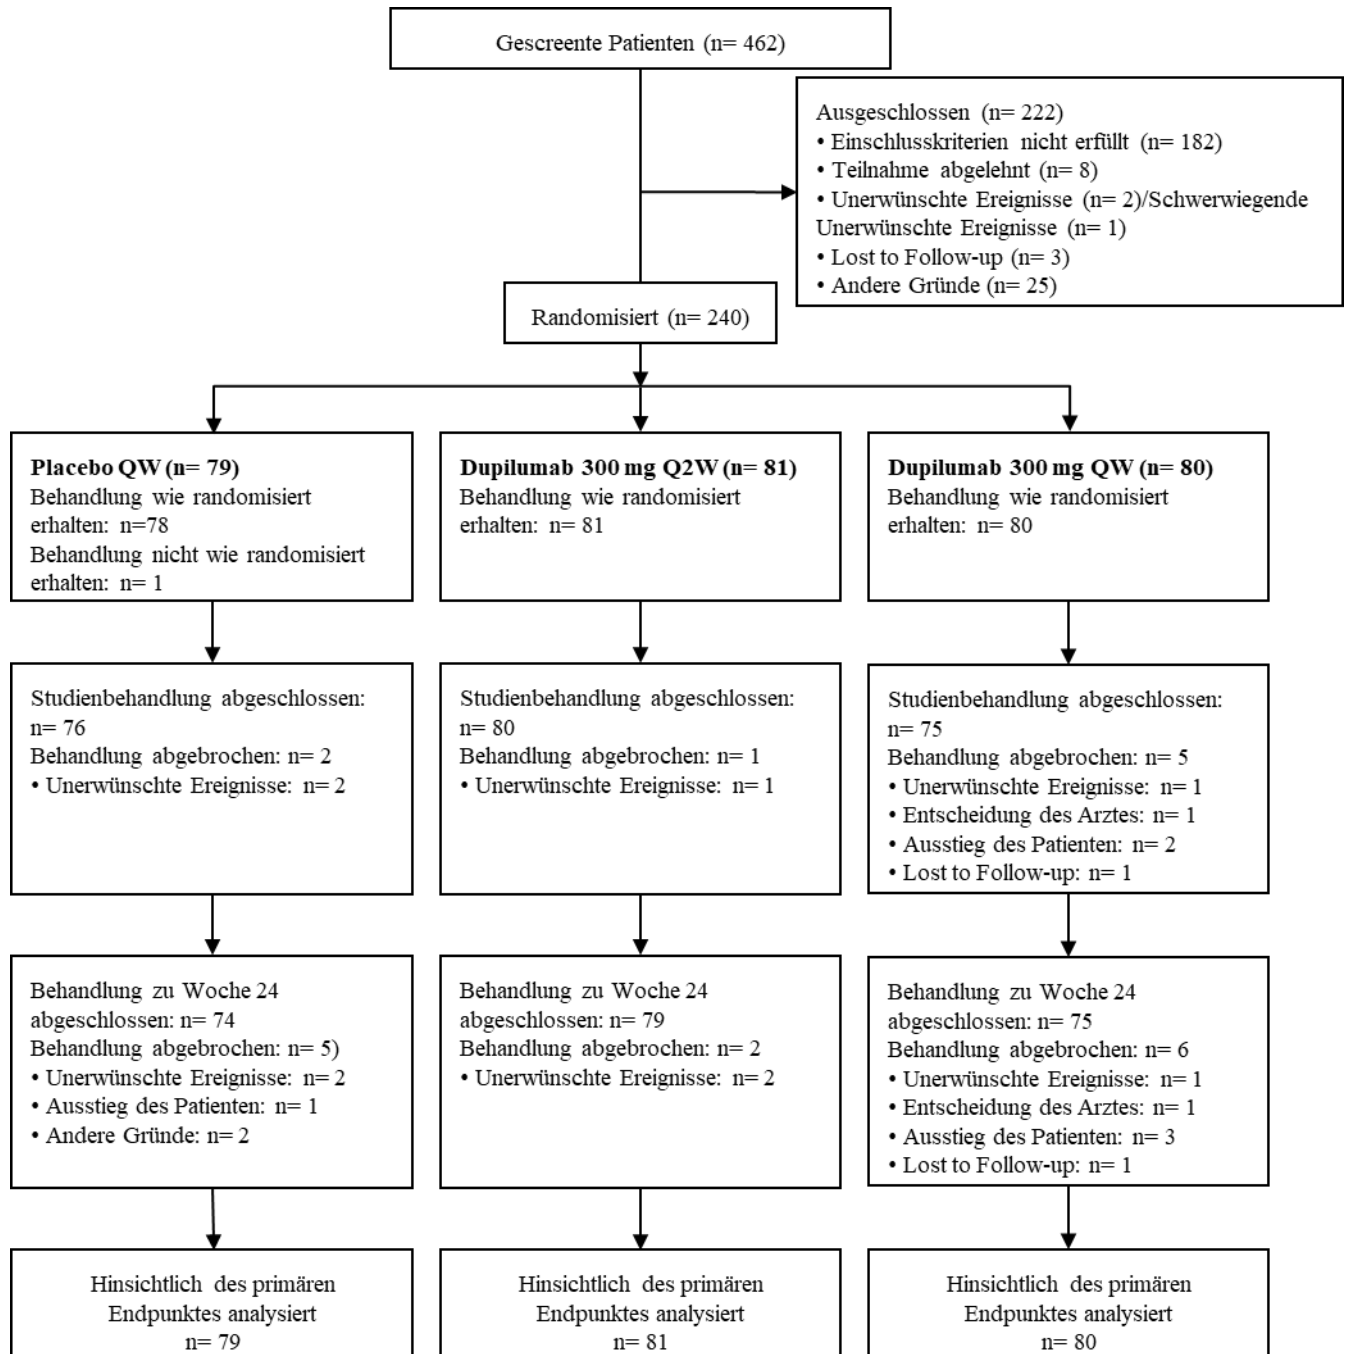 Gescreente Patienten (n= 462)
Ausgeschlossen (n= 222)
• Einschlusskriterien nicht erfüllt (n= 182)
• Teilnahme abgelehnt (n= 8)
• Unerwünschte Ereignisse (n= 2)/Schwerwiegende
Unerwünschte Ereignisse (n= 1)
• Lost to Follow-up (n= 3)
• Andere Gründe (n= 25)
Randomisiert (n= 240)
Placebo QW (n= 79)
Behandlung wie randomisiert
erhalten: n=78
Behandlung nicht wie randomisiert
erhalten: n= 1
Dupilumab 300 mg Q2W (n= 81)
Behandlung wie randomisiert
erhalten: n= 81
Dupilumab 300 mg QW (n= 80)
Behandlung wie randomisiert
erhalten: n= 80
Studienbehandlung abgeschlossen:
n= 76
Behandlung abgebrochen: n= 2
• Unerwünschte Ereignisse: n= 2
Studienbehandlung abgeschlossen:
n= 80
Behandlung abgebrochen: n= 1
• Unerwünschte Ereignisse: n= 1
Studienbehandlung abgeschlossen:
n= 75
Behandlung abgebrochen: n= 5
• Unerwünschte Ereignisse: n= 1
• Entscheidung des Arztes: n= 1
• Ausstieg des Patienten: n= 2
• Lost to Follow-up: n= 1
Behandlung zu Woche 24
abgeschlossen: n= 74
Behandlung abgebrochen: n= 5)
• Unerwünschte Ereignisse: n= 2
• Ausstieg des Patienten: n= 1
• Andere Gründe: n= 2
Behandlung zu Woche 24
abgeschlossen: n= 79
Behandlung abgebrochen: n= 2
• Unerwünschte Ereignisse: n= 2
Behandlung zu Woche 24
abgeschlossen: n= 75
Behandlung abgebrochen: n= 6
• Unerwünschte Ereignisse: n= 1
• Entscheidung des Arztes: n= 1
• Ausstieg des Patienten: n= 3
• Lost to Follow-up: n= 1
Hinsichtlich des primären
Endpunktes analysiert
n= 79
Hinsichtlich des primären
Endpunktes analysiert
n= 81
Hinsichtlich des primären
Endpunktes analysiert
n= 80